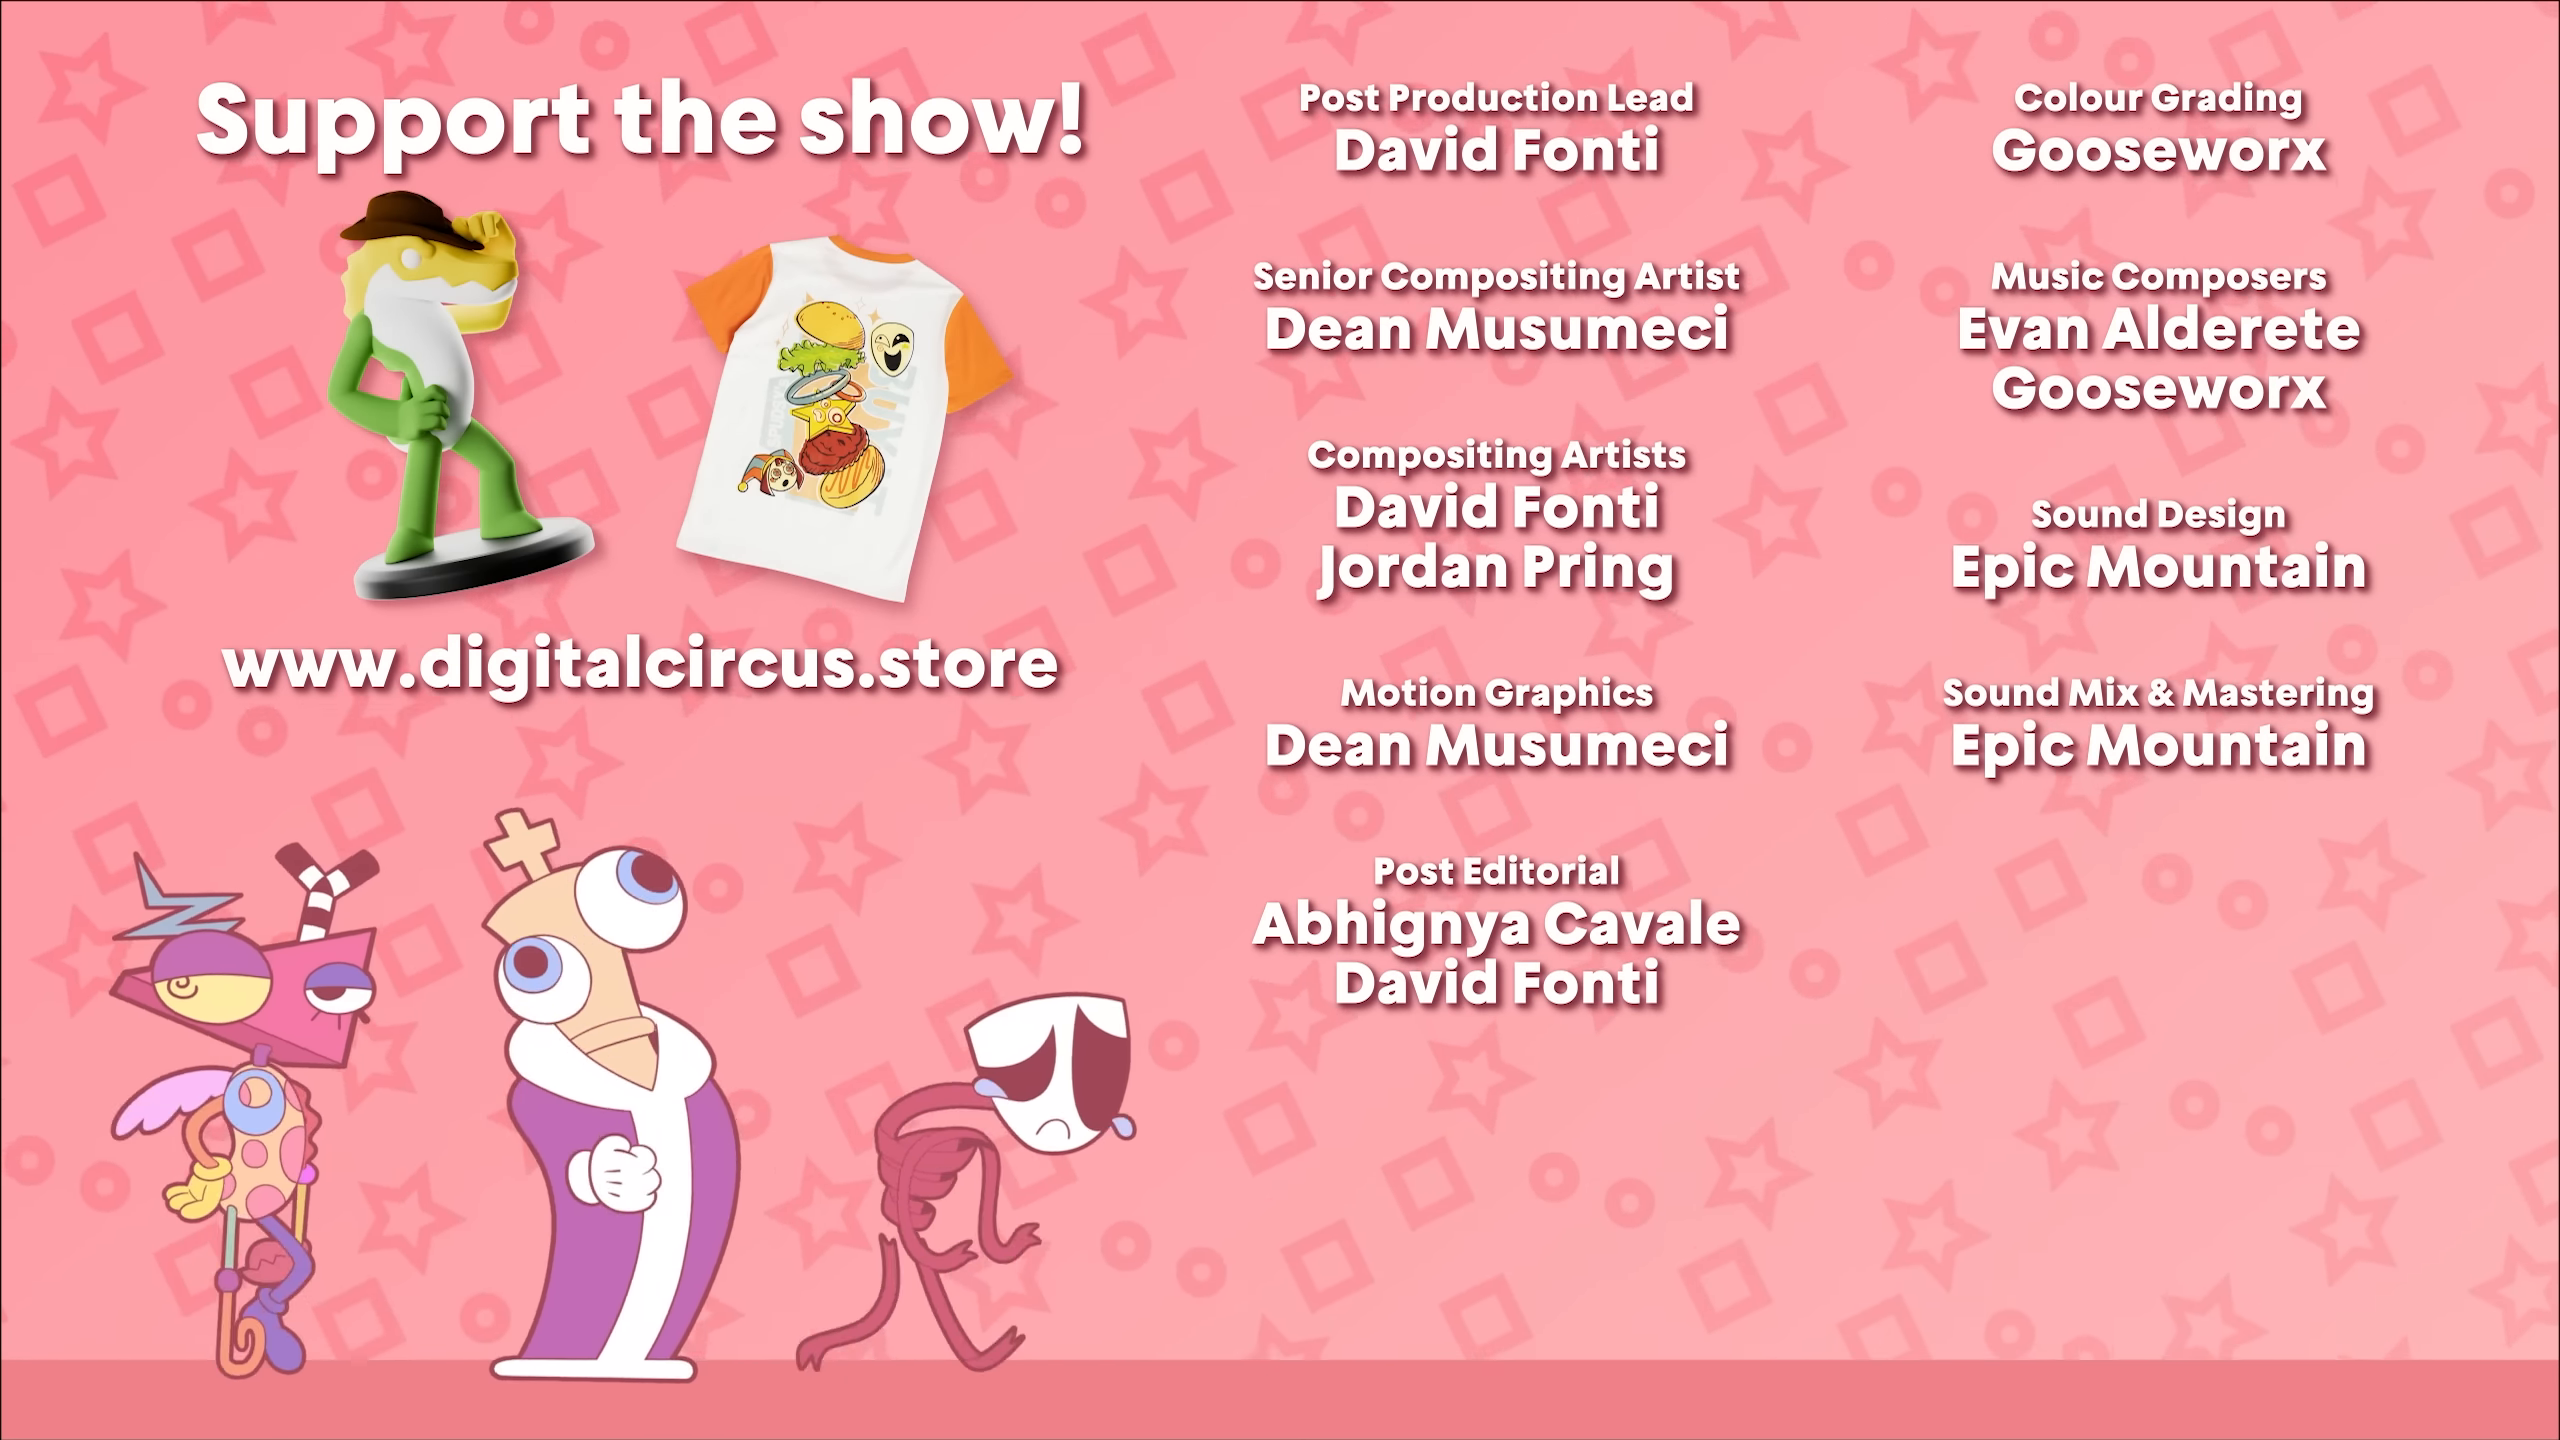 Support the show!
www.digitalcircus.store
Post Production Lead
David Fonti
Senior Compositing Artist
Dean Musumeci
Compositing Artists
David Fonti
Jordan Pring
Motion Graphics
Dean Musumeci
Post Editorial
Abhignya Cavale
David Fonti
Colour Grading
Gooseworx
Music Composers
Evan Alderete
Gooseworx
Sound Design
Epic Mountain
Sound Mix & Mastering
Epic Mountain